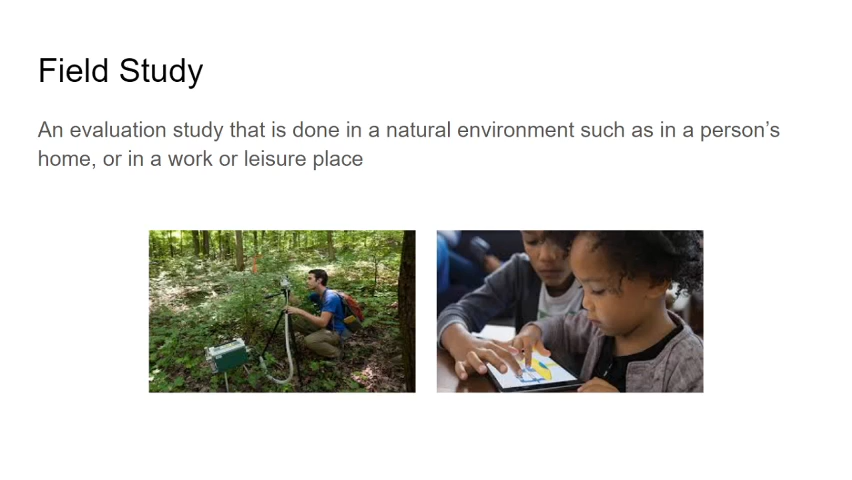 Field Study
An evaluation study that is done in a natural environment such as in a person’s
home, or in a work or leisure place